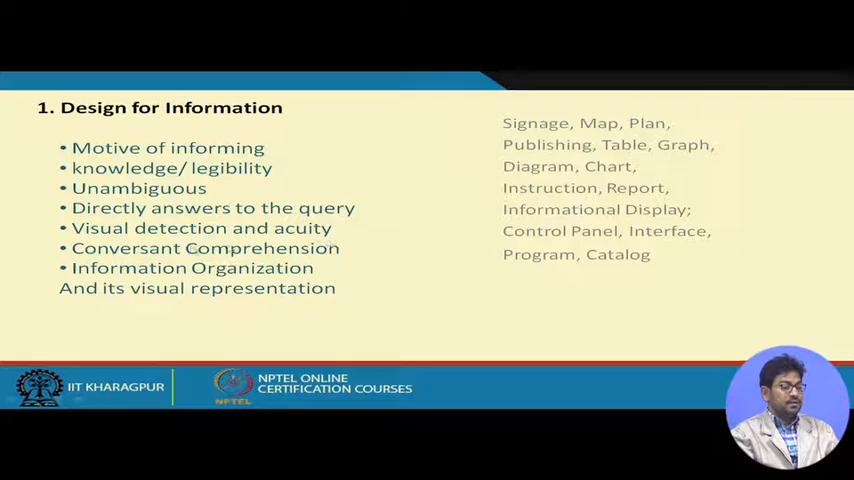 1. Design for Information
• Motive of informing
• knowledge/ legibility
• Unambiguous
• Directly answers to the query
• Visual detection and acuity
• Conversant Comprehension
• Information Organization
And its visual representation
Signage, Map, Plan,
Publishing, Table, Graph,
Diagram, Chart,
Instruction, Report,
Informational Display;
Control Panel, Interface,
Program, Catalog
IIT KHARAGPUR
NPTEL
NPTEL ONLINE
CERTIFICATION COURSES